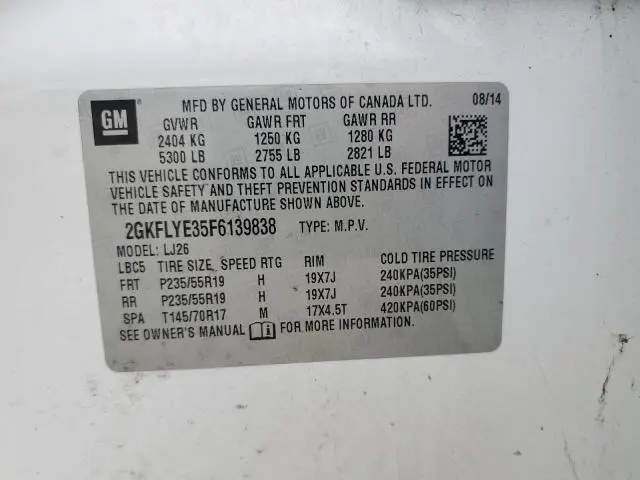 GM
MFD BY GENERAL MOTORS OF CANADA LTD. 08/14
GVWR GAWR FRT GAWR RR
2404 KG 1250 KG 1280 KG
5300 LB 2755 LB 2821 LB
THIS VEHICLE CONFORMS TO ALL APPLICABLE U.S. FEDERAL MOTOR
VEHICLE SAFETY AND THEFT PREVENTION STANDARDS IN EFFECT ON
THE DATE OF MANUFACTURE SHOWN ABOVE.
2GKFLYE35F6139838 TYPE: M.P.V.
MODEL: LJ26
LBC5 TIRE SIZE SPEED RTG RIM COLD TIRE PRESSURE
FRT P235/55R19 H 19X7J 240KPA(35PSI)
RR P235/55R19 H 19X7J 240KPA(35PSI)
SPA T145/70R17 M 17X4.5T 420KPA(60PSI)
SEE OWNER'S MANUAL FOR MORE INFORMATION.